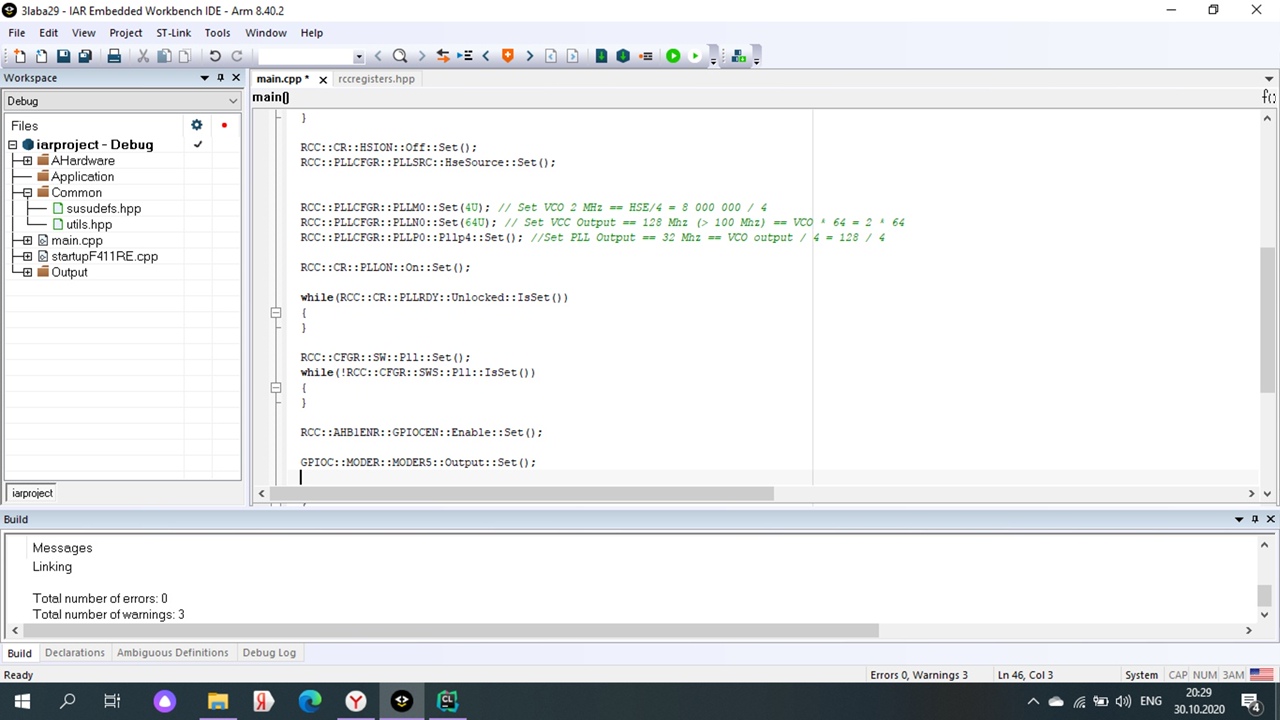 3laba29 - IAR Embedded Workbench IDE - Arm 8.40.2
File Edit View Project ST-Link Tools Window Help
Workspace
main.cpp * rccregisters.hpp
Debug
main()
Files
iarproject - Debug
AHardware
Application
Common
susudefs.hpp
utils.hpp
main.cpp
startupF411RE.cpp
Output
iarproject
}
RCC::CR::HSION::Off::Set();
RCC::PLLCFGR::PLLSRC::HseSource::Set();
RCC::PLLCFGR::PLLM0::Set(4U); // Set VCO 2 MHz == HSE/4 = 8 000 000 / 4
RCC::PLLCFGR::PLLN0::Set(64U); // Set VCC Output == 128 Mhz (> 100 Mhz) == VCO * 64 = 2 * 64
RCC::PLLCFGR::PLLP0::Pllp4::Set(); //Set PLL Output == 32 Mhz == VCO output / 4 = 128 / 4
RCC::CR::PLLON::On::Set();
while(RCC::CR::PLLRDY::Unlocked::IsSet())
{
}
RCC::CFGR::SW::Pll::Set();
while(!RCC::CFGR::SWS::Pll::IsSet())
{
}
RCC::AHB1ENR::GPIOCEN::Enable::Set();
GPIOC::MODER::MODER5::Output::Set();
Build
Messages
Linking
Total number of errors: 0
Total number of warnings: 3
Build Declarations Ambiguous Definitions Debug Log
Ready Errors 0, Warnings 3 Ln 46, Col 3 System CAP NUM ЗАМ
ENG 20:29
30.10.2020 4